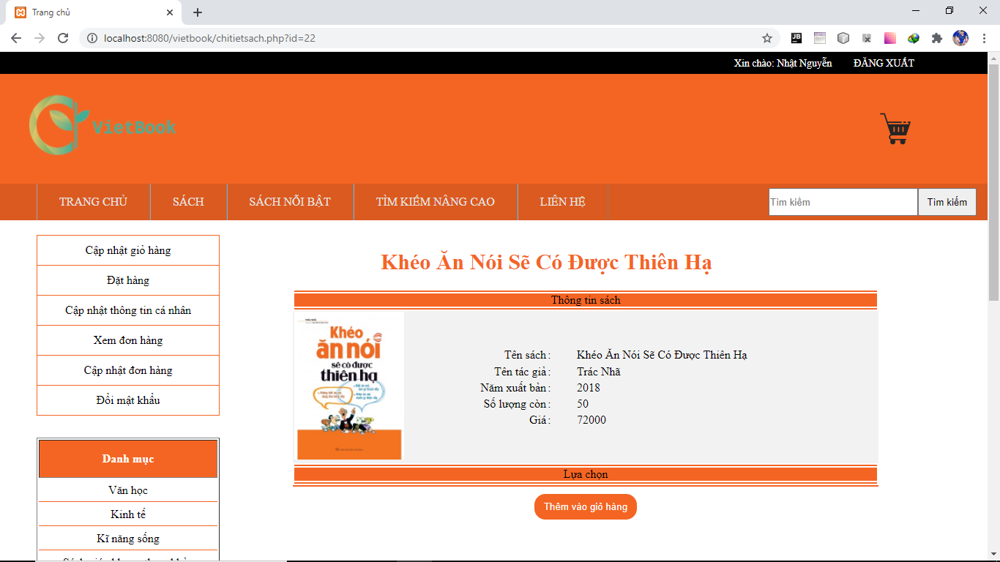 Trang chủ
localhost:8080/vietbook/chitietsach.php?id=22
Xin chào: Nhật Nguyễn ĐĂNG XUẤT
VietBook
TRANG CHỦ SÁCH SÁCH NỔI BẬT TÌM KIẾM NÂNG CAO LIÊN HỆ Tìm kiếm Tìm kiếm
Cập nhật giỏ hàng
Đặt hàng
Cập nhật thông tin cá nhân
Xem đơn hàng
Cập nhật đơn hàng
Đổi mật khẩu
Danh mục
Văn học
Kinh tế
Kĩ năng sống
Khéo Ăn Nói Sẽ Có Được Thiên Hạ
Thông tin sách
Khéo
ăn nói
sẽ có được
thiên hạ
Tên sách: Khéo Ăn Nói Sẽ Có Được Thiên Hạ
Tên tác giả: Trác Nhã
Năm xuất bản: 2018
Số lượng còn: 50
Giá: 72000
Lựa chọn
Thêm vào giỏ hàng